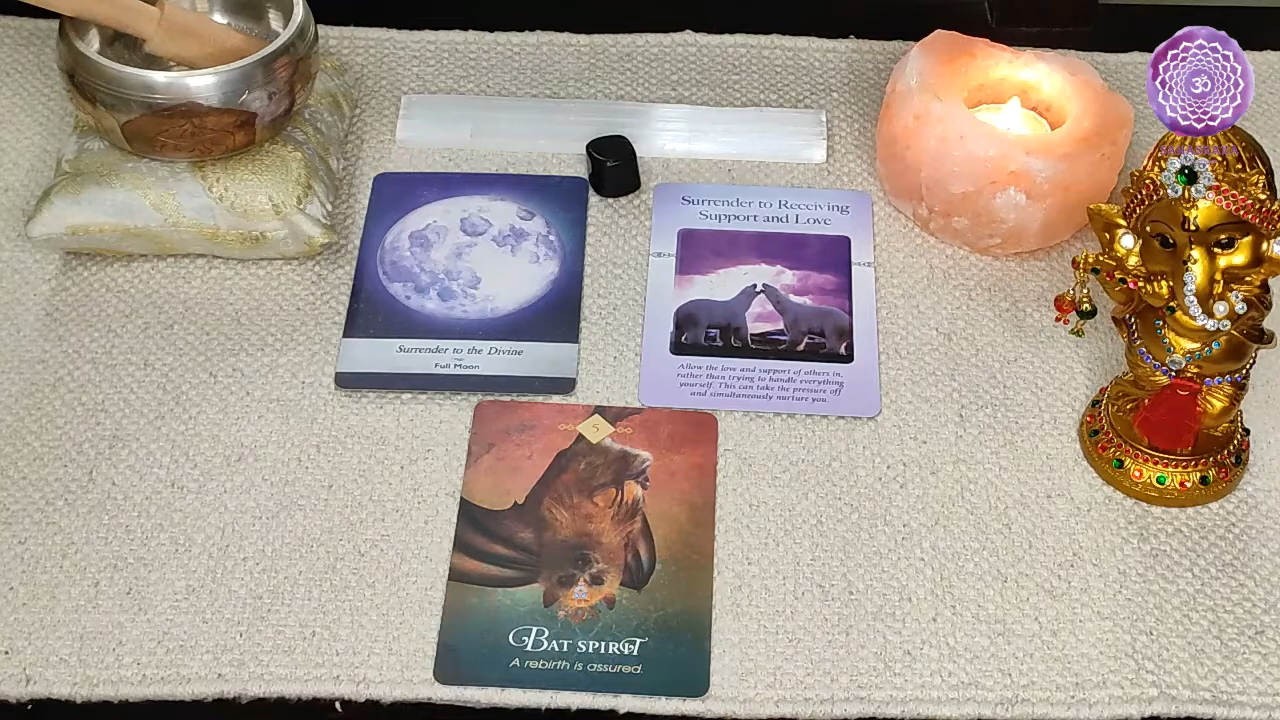 ॐ
SAHASRARA
Surrender to the Divine
Full Moon
Surrender to Receiving
Support and Love
Allow the love and support of others in,
rather than trying to handle everything
yourself. This can take the pressure off
and simultaneously nurture you.
5
BAT SPIRIT
A rebirth is assured.